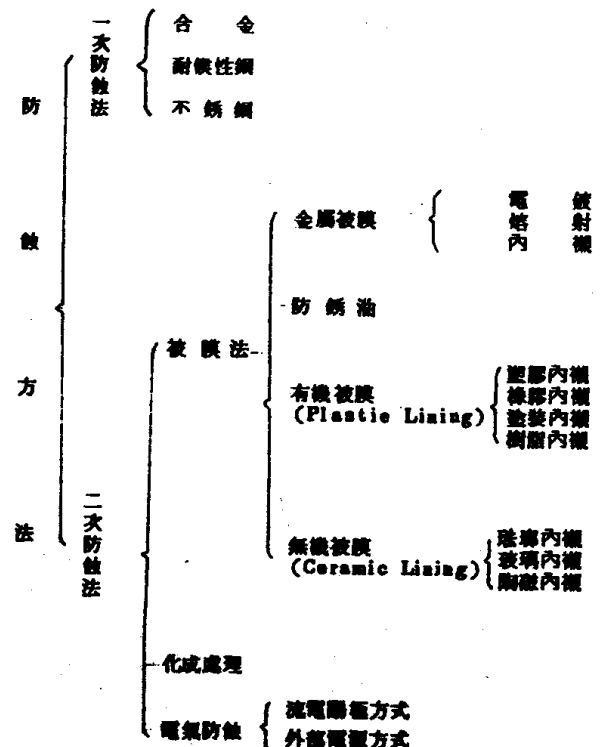 防蝕方法
一次防蝕法
合金
耐候性鋼
不銹鋼
二次防蝕法
被膜法
金屬被膜
電鍍
熔射
內襯
防銹油
有機被膜
(Plastic Lining)
塑膠內襯
橡膠內襯
塗裝內襯
樹脂內襯
無機被膜
(Ceramic Lining)
琺瑯內襯
玻璃內襯
陶磁內襯
化成處理
電氣防蝕
流電陽極方式
外部電源方式